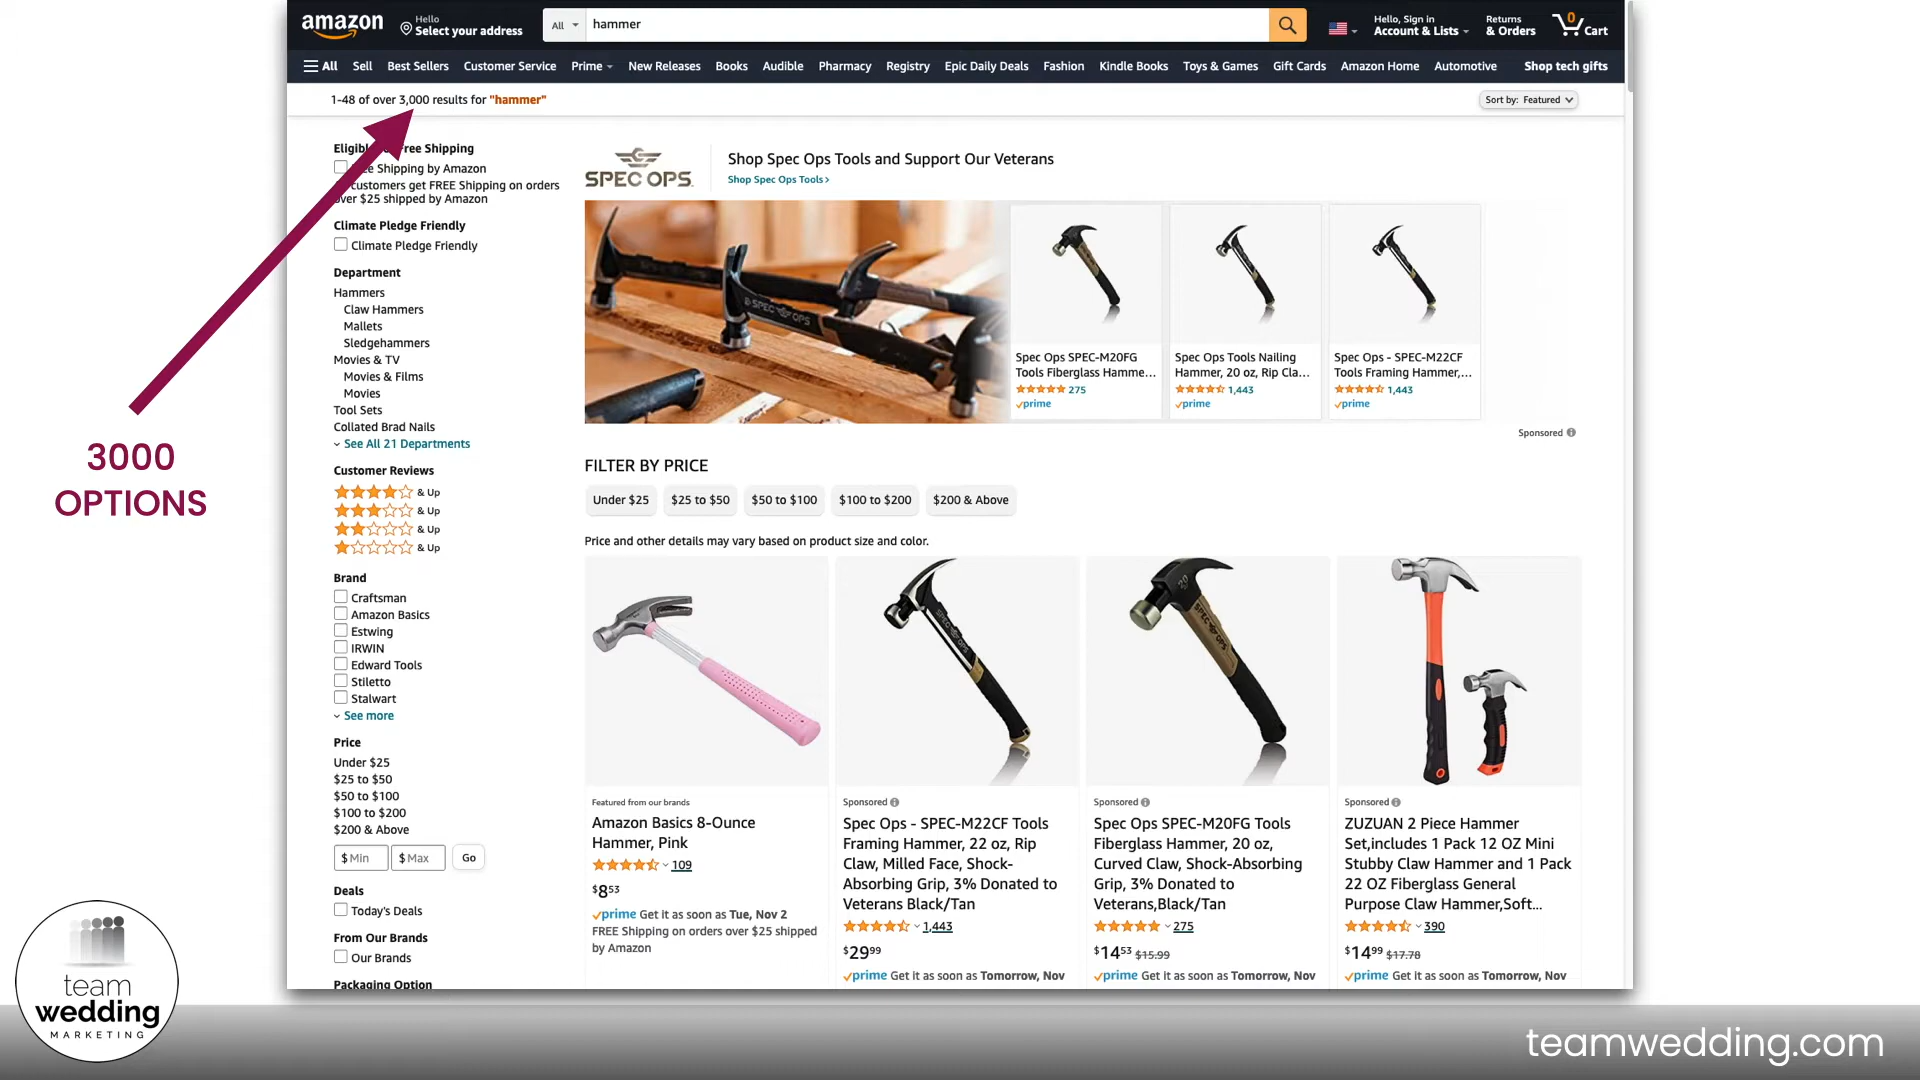 amazon
Hello
Select your address
All
hammer
Hello, Sign in
Account & Lists
Returns
& Orders
0
Cart
All
Sell
Best Sellers
Customer Service
Prime
New Releases
Books
Audible
Pharmacy
Registry
Epic Daily Deals
Fashion
Kindle Books
Toys & Games
Gift Cards
Amazon Home
Automotive
Shop tech gifts
1-48 of over 3,000 results for "hammer"
Sort by: Featured
3000
OPTIONS
Free Shipping
Shipping by Amazon
customers get FREE Shipping on orders
over $25 shipped by Amazon
Climate Pledge Friendly
Climate Pledge Friendly
Department
Hammers
Claw Hammers
Mallets
Sledgehammers
Movies & TV
Movies & Films
Movies
Tool Sets
Collated Brad Nails
See All 21 Departments
Customer Reviews
& Up
& Up
& Up
& Up
Brand
Craftsman
Amazon Basics
Estwing
IRWIN
Edward Tools
Stiletto
Stalwart
See more
Price
Under $25
$25 to $50
$50 to $100
$100 to $200
$200 & Above
$ Min
$ Max
Go
Deals
Today's Deals
From Our Brands
Our Brands
Packaging Option
SPEC OPS.
Shop Spec Ops Tools and Support Our Veterans
Shop Spec Ops Tools >
SPEC OPS
Spec Ops SPEC-M20FG
Tools Fiberglass Hamme...
275
prime
Spec Ops Tools Nailing
Hammer, 20 oz, Rip Cla...
1,443
prime
Spec Ops - SPEC-M22CF
Tools Framing Hammer,...
1,443
prime
Sponsored
FILTER BY PRICE
Under $25
$25 to $50
$50 to $100
$100 to $200
$200 & Above
Price and other details may vary based on product size and color.
Featured from our brands
Amazon Basics 8-Ounce
Hammer, Pink
109
$8 53
prime Get it as soon as Tue, Nov 2
FREE Shipping on orders over $25 shipped
by Amazon
SPEC OPS
Sponsored
Spec Ops - SPEC-M22CF Tools
Framing Hammer, 22 oz, Rip
Claw, Milled Face, Shock-
Absorbing Grip, 3% Donated to
Veterans Black/Tan
1,443
$29 99
prime Get it as soon as Tomorrow, Nov
20
SPEC OPS
Sponsored
Spec Ops SPEC-M20FG Tools
Fiberglass Hammer, 20 oz,
Curved Claw, Shock-Absorbing
Grip, 3% Donated to
Veterans,Black/Tan
275
$14 53 $15.99
prime Get it as soon as Tomorrow, Nov
Sponsored
ZUZUAN 2 Piece Hammer
Set,includes 1 Pack 12 OZ Mini
Stubby Claw Hammer and 1 Pack
22 OZ Fiberglass General
Purpose Claw Hammer,Soft...
390
$14 99 $17.78
prime Get it as soon as Tomorrow, Nov
team
wedding
MARKETING
teamwedding.com